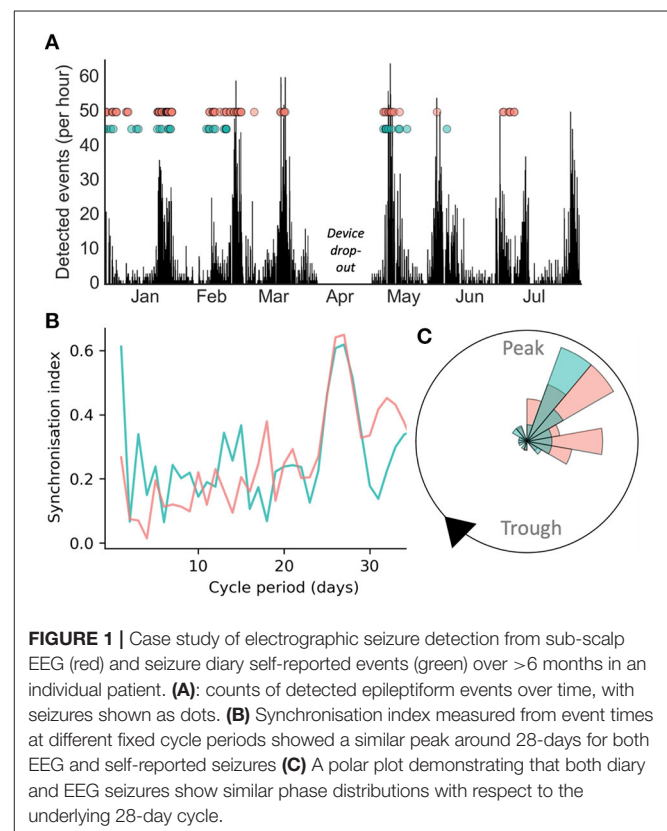 A
Detected events (per hour)
60
50
40
30
20
10
0
Device
drop-
out
Jan Feb Mar Apr May Jun Jul
B
Synchronisation index
0.6
0.4
0.2
0.0
10 20 30
Cycle period (days)
C
Peak
Trough
FIGURE 1 | Case study of electrographic seizure detection from sub-scalp
EEG (red) and seizure diary self-reported events (green) over >6 months in an
individual patient. (A): counts of detected epileptiform events over time, with
seizures shown as dots. (B) Synchronisation index measured from event times
at different fixed cycle periods showed a similar peak around 28-days for both
EEG and self-reported seizures (C) A polar plot demonstrating that both diary
and EEG seizures show similar phase distributions with respect to the
underlying 28-day cycle.